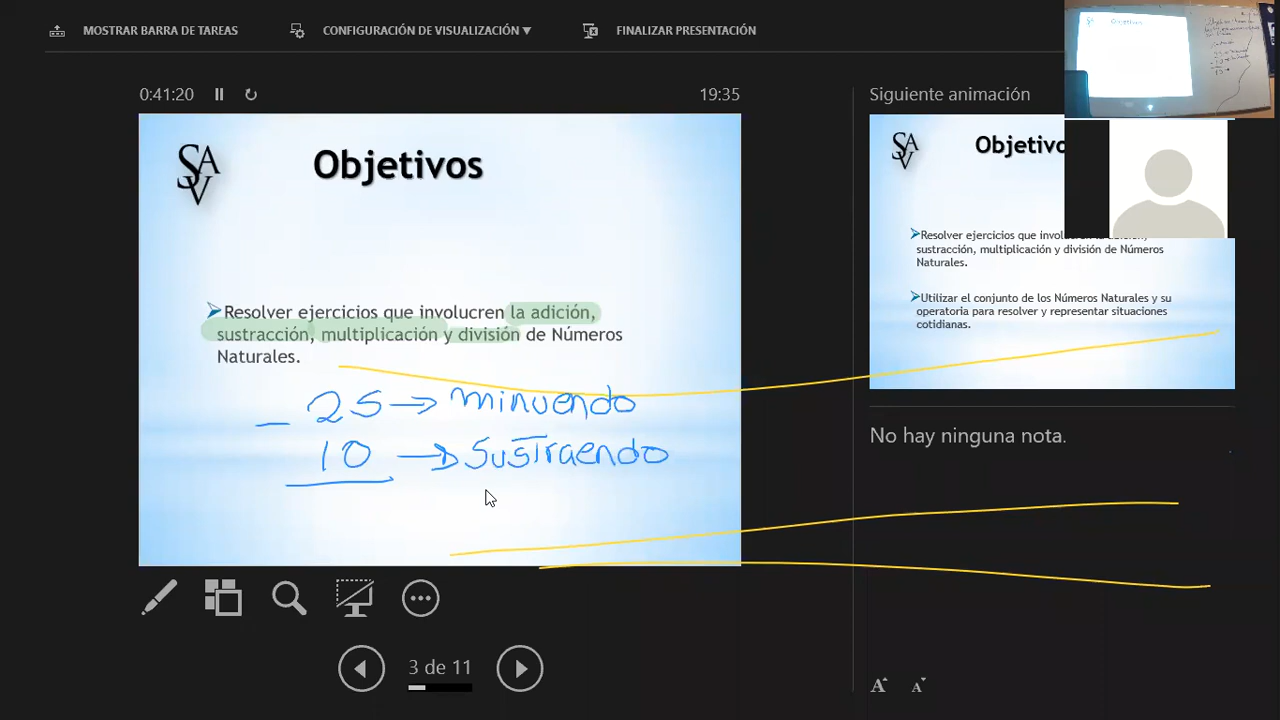 MOSTRAR BARRA DE TAREAS
CONFIGURACIÓN DE VISUALIZACIÓN ▼
FINALIZAR PRESENTACIÓN
0:41:20
19:35
SAV
Objetivos
Resolver ejercicios que involucren la adición,
sustracción, multiplicación y división de Números
Naturales.
- 25 → minuendo
10 → sustraendo
3 de 11
Siguiente animación
SAV
Objetivo
Resolver ejercicios que
sustracción, multiplicación y división de Números
Naturales.
Utilizar el conjunto de los Números Naturales y su
operatoria para resolver y representar situaciones
cotidianas.
No hay ninguna nota.
A A
Objetivos